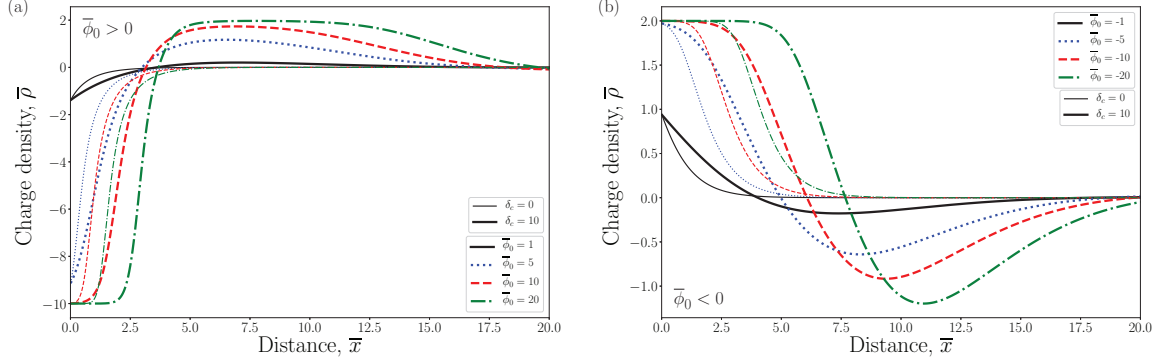 (a)
ϕ̅₀ > 0
Charge density, ρ̅
2
0
−2
−4
−6
−8
−10
δ_c = 0
δ_c = 10
ϕ̅₀ = 1
ϕ̅₀ = 5
ϕ̅₀ = 10
ϕ̅₀ = 20
0.0 2.5 5.0 7.5 10.0 12.5 15.0 17.5 20.0
Distance, x̅
(b)
ϕ̅₀ = -1
ϕ̅₀ = -5
ϕ̅₀ = -10
ϕ̅₀ = -20
δ_c = 0
δ_c = 10
Charge density, ρ̅
2.0
1.5
1.0
0.5
0.0
−0.5
−1.0
ϕ̅₀ < 0
0.0 2.5 5.0 7.5 10.0 12.5 15.0 17.5 20.0
Distance, x̅